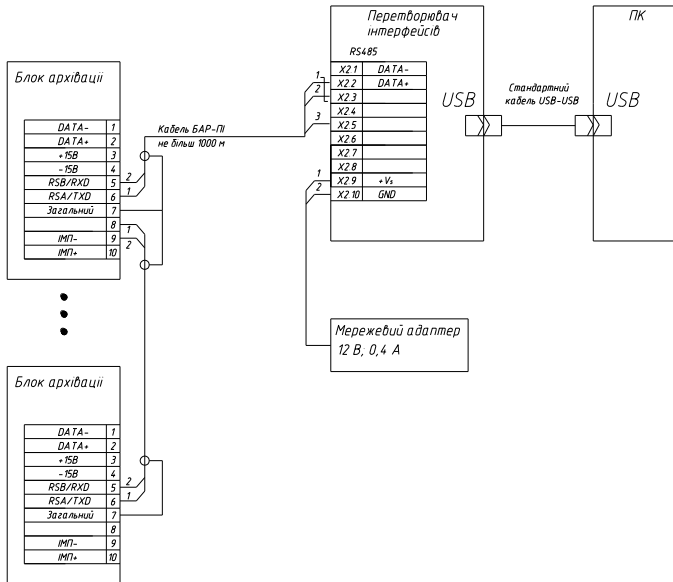 Перетворювач
інтерфейсів
ПК
RS485
Блок архівації
X2.1 DATA-
X2.2 DATA+
X2.3
X2.4
X2.5
X2.6
X2.7
X2.8
X2.9 +Vs
X2.10 GND
1
2
3
1
2
USB
Стандартний
кабель USB-USB
USB
Кабель БАР-ПІ
не більш 1000 м
DATA- 1
DATA+ 2
+15В 3
-15В 4
RSB/RXD 5
RSA/TXD 6
Загальний 7
8
ІМП- 9
ІМП+ 10
2
1
1
2
Мережевий адаптер
12 В; 0,4 А
Блок архівації
DATA- 1
DATA+ 2
+15В 3
-15В 4
RSB/RXD 5
RSA/TXD 6
Загальний 7
8
ІМП- 9
ІМП+ 10
2
1